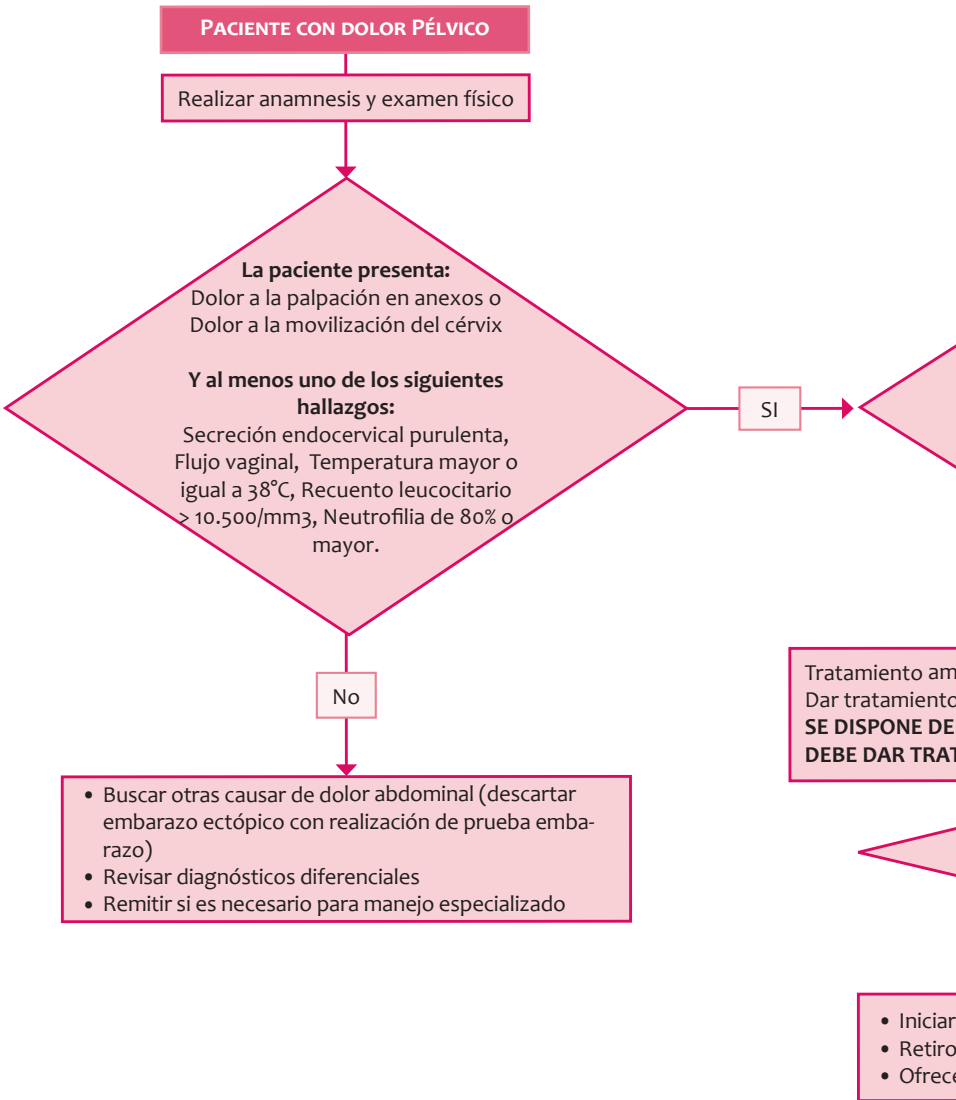 PACIENTE CON DOLOR PÉLVICO
Realizar anamnesis y examen físico
La paciente presenta:
Dolor a la palpación en anexos o
Dolor a la movilización del cérvix
Y al menos uno de los siguientes
hallazgos:
Secreción endocervical purulenta,
Flujo vaginal, Temperatura mayor o
igual a 38°C, Recuento leucocitario
> 10.500/mm3, Neutrofilia de 80% o
mayor.
SI
No
• Buscar otras causar de dolor abdominal (descartar
embarazo ectópico con realización de prueba emba-
razo)
• Revisar diagnósticos diferenciales
• Remitir si es necesario para manejo especializado
Tratamiento am
Dar tratamiento
SE DISPONE DE
DEBE DAR TRAT
• Iniciar
• Retiro
• Ofrece